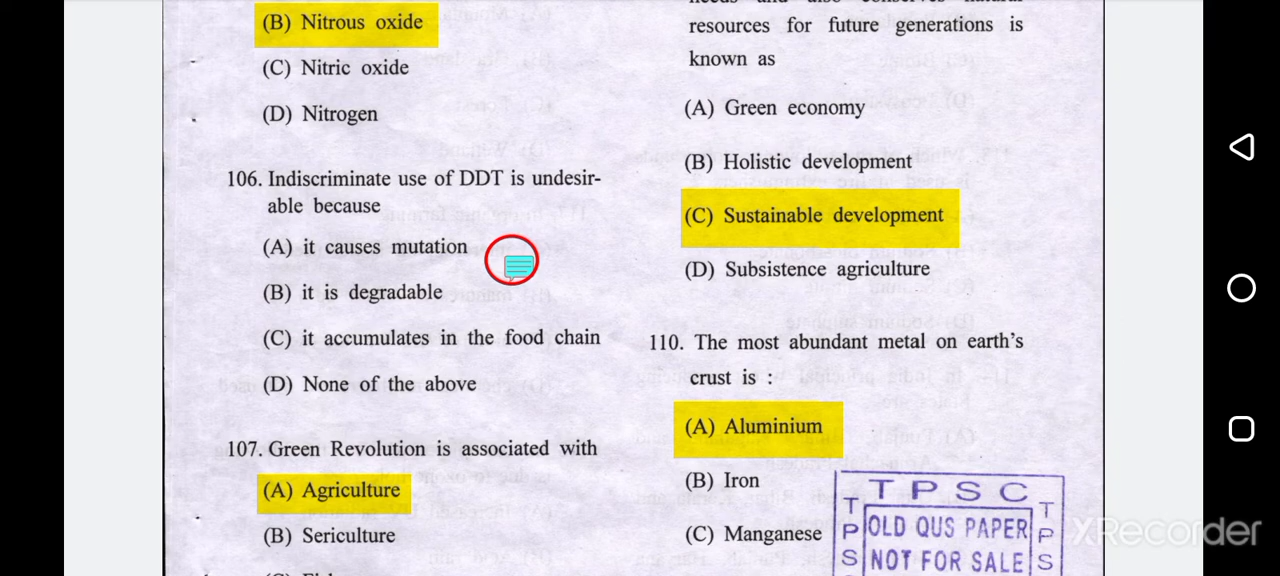 (B) Nitrous oxide
(C) Nitric oxide
(D) Nitrogen
106. Indiscriminate use of DDT is undesir-
able because
(A) it causes mutation
(B) it is degradable
(C) it accumulates in the food chain
(D) None of the above
107. Green Revolution is associated with
(A) Agriculture
(B) Sericulture
resources for future generations is
known as
(A) Green economy
(B) Holistic development
(C) Sustainable development
(D) Subsistence agriculture
110. The most abundant metal on earth's
crust is :
(A) Aluminium
(B) Iron
(C) Manganese
TPSC
OLD QUS PAPER
NOT FOR SALE
TPS
TPS
XRecorder